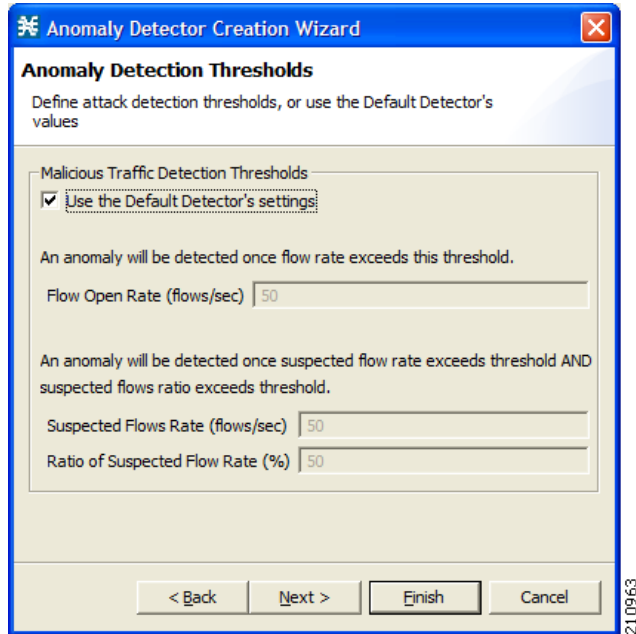 Anomaly Detector Creation Wizard
Anomaly Detection Thresholds
Define attack detection thresholds, or use the Default Detector's
values
Malicious Traffic Detection Thresholds
Use the Default Detector's settings
An anomaly will be detected once flow rate exceeds this threshold.
Flow Open Rate (flows/sec) 50
An anomaly will be detected once suspected flow rate exceeds threshold AND
suspected flows ratio exceeds threshold.
Suspected Flows Rate (flows/sec) 50
Ratio of Suspected Flow Rate (%) 50
< Back Next > Finish Cancel
210963